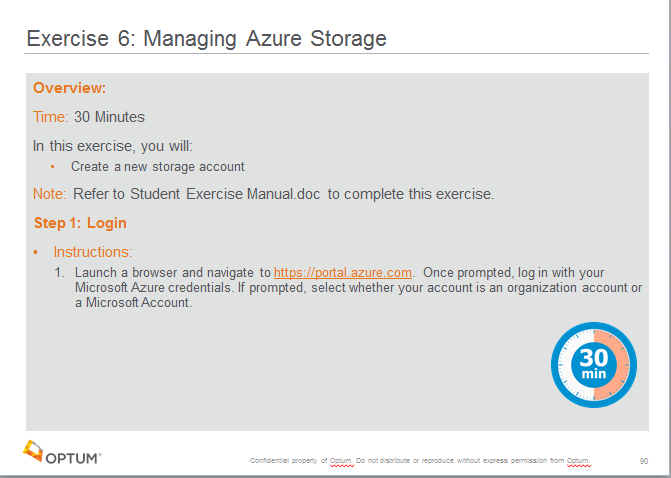 Exercise 6: Managing Azure Storage
Overview:
Time: 30 Minutes
In this exercise, you will:
• Create a new storage account
Note: Refer to Student Exercise Manual.doc to complete this exercise.
Step 1: Login
• Instructions:
1. Launch a browser and navigate to https://portal.azure.com. Once prompted, log in with your
Microsoft Azure credentials. If prompted, select whether your account is an organization account or
a Microsoft Account.
30
min
OPTUM®
Confidential property of Optum. Do not distribute or reproduce without express permission from Optum.
90